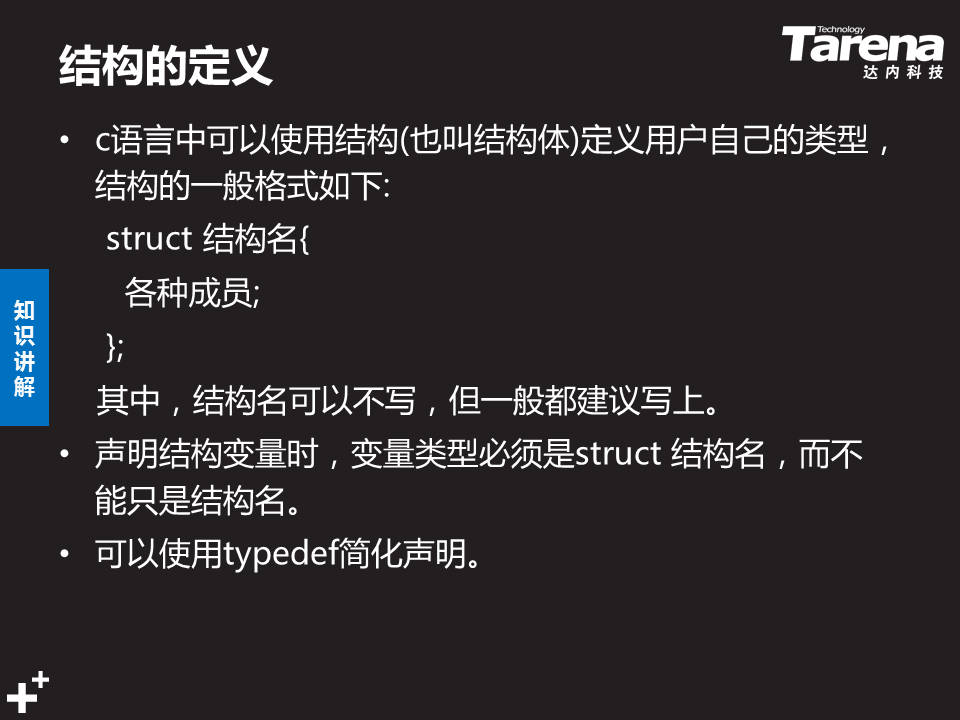 结构的定义
Technology
Tarena
达内科技
• c语言中可以使用结构(也叫结构体)定义用户自己的类型，
结构的一般格式如下:
struct 结构名{
各种成员;
};
其中，结构名可以不写，但一般都建议写上。
• 声明结构变量时，变量类型必须是struct 结构名，而不
能只是结构名。
• 可以使用typedef简化声明。
知
识
讲
解